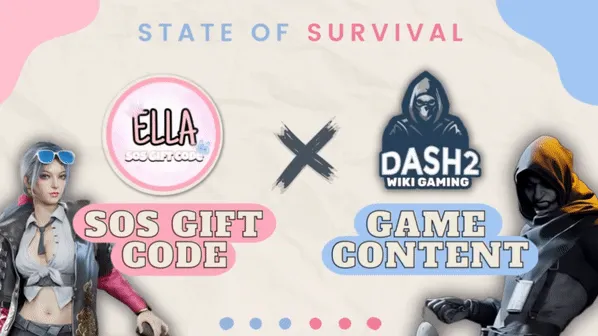 STATE OF SURVIVAL
ELLA
SOS GIFT CODE
DASH2
WIKI GAMING
SOS GIFT
CODE
GAME
CONTENT